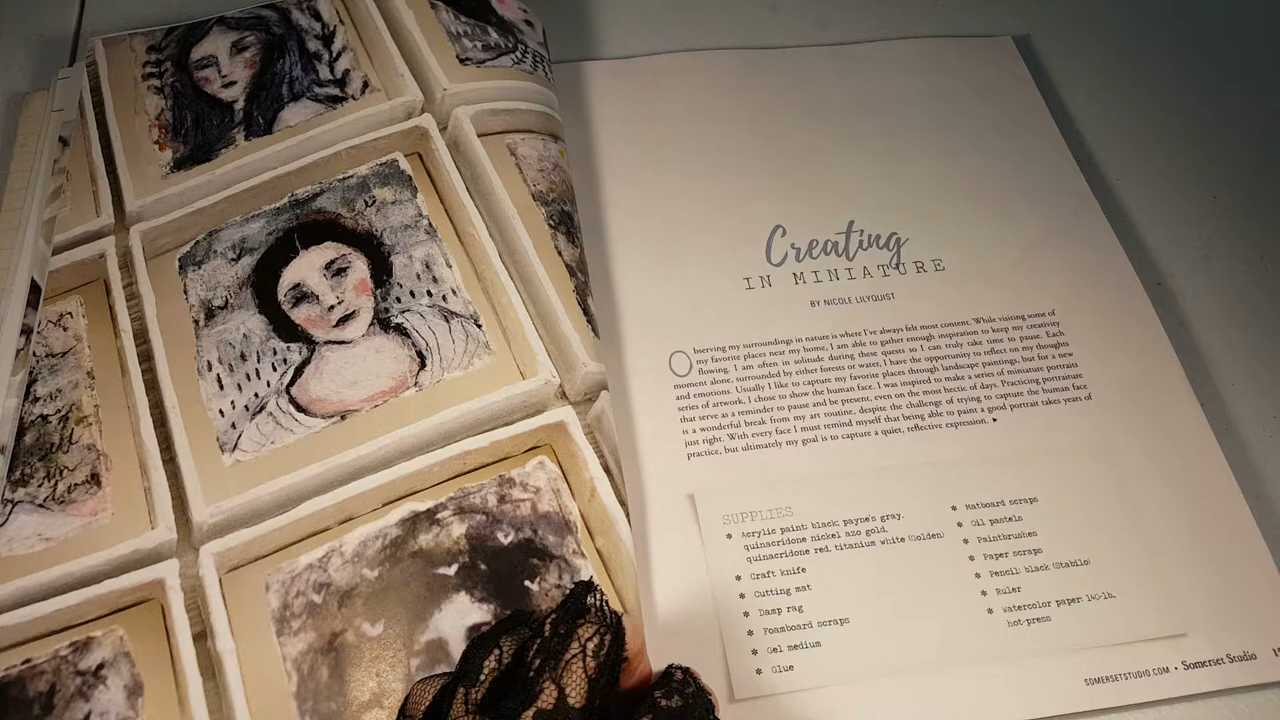 Creating
IN MINIATURE
BY NICOLE LILYQUIST
Observing my surroundings in nature is where I've always felt most content. While visiting some of
my favorite places near my home, I am able to gather enough inspiration to keep my creativity
flowing. I am often in solitude during these quests so I can truly take time to pause. Each
moment alone, surrounded by either forests or water, I have the opportunity to reflect on my thoughts
and emotions. Usually I like to capture my favorite places through landscape paintings, but for a new
series of artwork, I chose to show the human face. I was inspired to make a series of miniature portraits
that serve as a reminder to pause and be present, even on the most hectic of days. Practicing portraiture
is a wonderful break from my art routine, despite the challenge of trying to capture the human face
just right. With every face I must remind myself that being able to paint a good portrait takes years of
practice, but ultimately my goal is to capture a quiet, reflective expression. ►
SUPPLIES
✻ Acrylic paint: black, payne's gray,
quinacridone nickel azo gold,
quinacridone red, titanium white (Golden)
✻ Craft knife
✻ Cutting mat
✻ Damp rag
✻ Foamboard scraps
✻ Gel medium
✻ Glue
✻ Matboard scraps
✻ Oil pastels
✻ Paintbrushes
✻ Paper scraps
✻ Pencil: black (Stabilo)
✻ Ruler
✻ Watercolor paper: 140-lb.,
hot-press
SOMERSETSTUDIO.COM • Somerset Studio